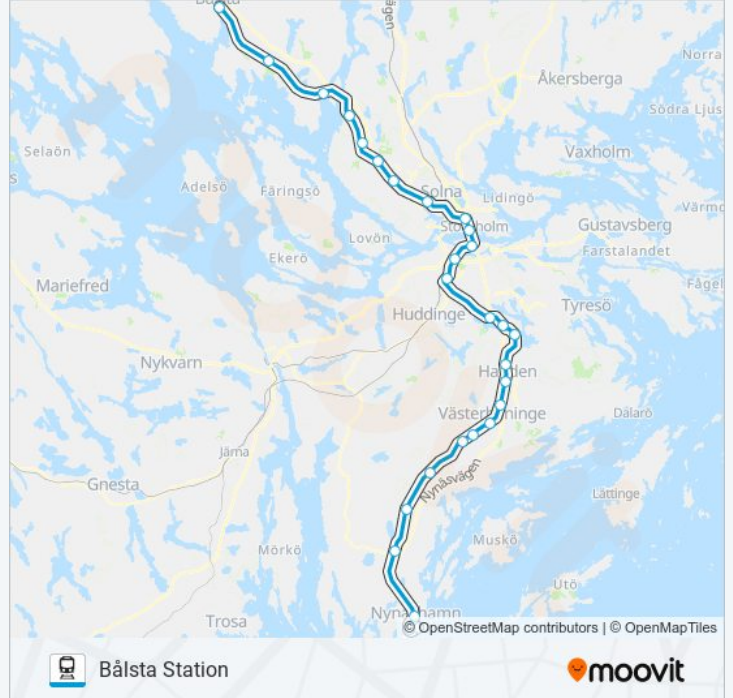 Bålsta
vägen
Norra
Åkersberga
Södra Ljus
Selaön
Vaxholm
s
Adelsö
Färingsö
Solna
Lidingö
Värmd
Stockholm
Gustavsberg
Lovön
Farstalandet
Ekerö
Mariefred
Fågel
Tyresö
Huddinge
Nykvarn
Haninge
Västerhaninge
Dalarö
Järna
Nynäsvägen
Gnesta
Lättinge
Muskö
Mörkö
Utö
Trosa
Nynäshamn
© OpenStreetMap contributors | © OpenMapTiles
Bålsta Station
moovit